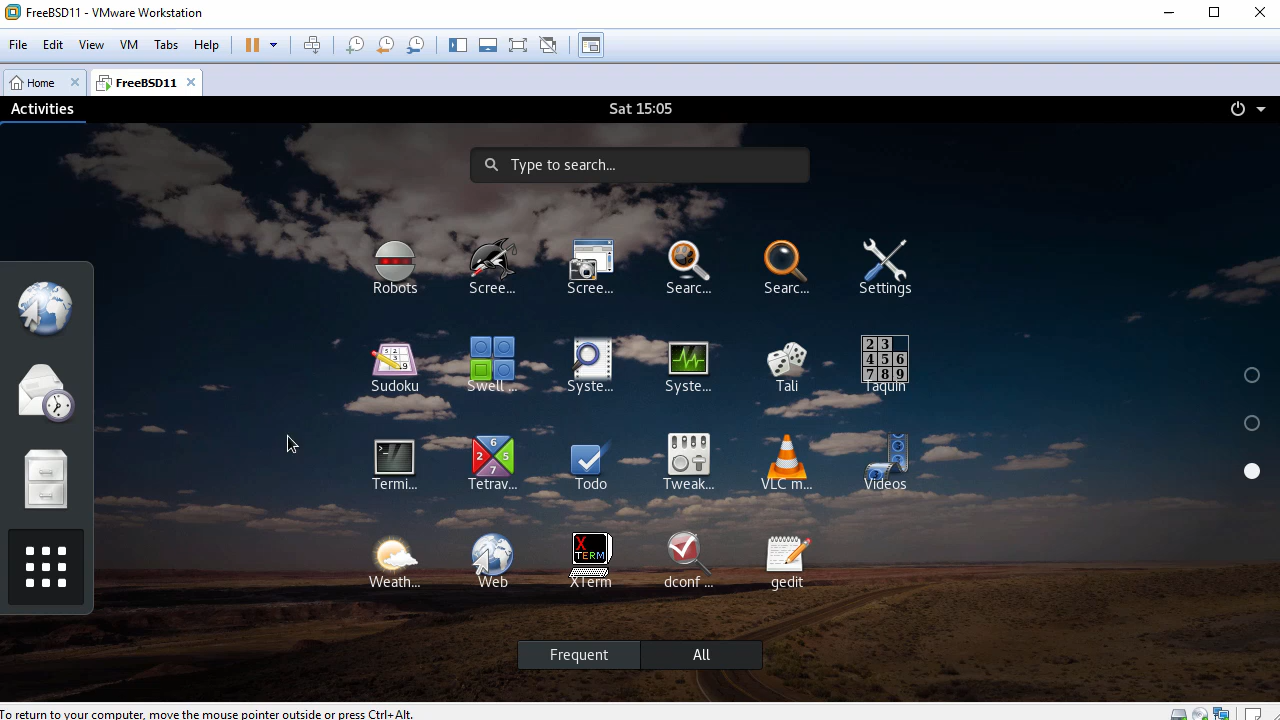 FreeBSD11 - VMware Workstation
File Edit View VM Tabs Help
Home FreeBSD11
Activities Sat 15:05
Type to search...
Robots Scree... Scree... Searc... Searc... Settings
Sudoku Swell ... Syste... Syste... Tali Taquin
Termi... Tetrav... Todo Tweak... VLC m... Videos
Weath... Web XTerm dconf ... gedit
Frequent All
To return to your computer, move the mouse pointer outside or press Ctrl+Alt.